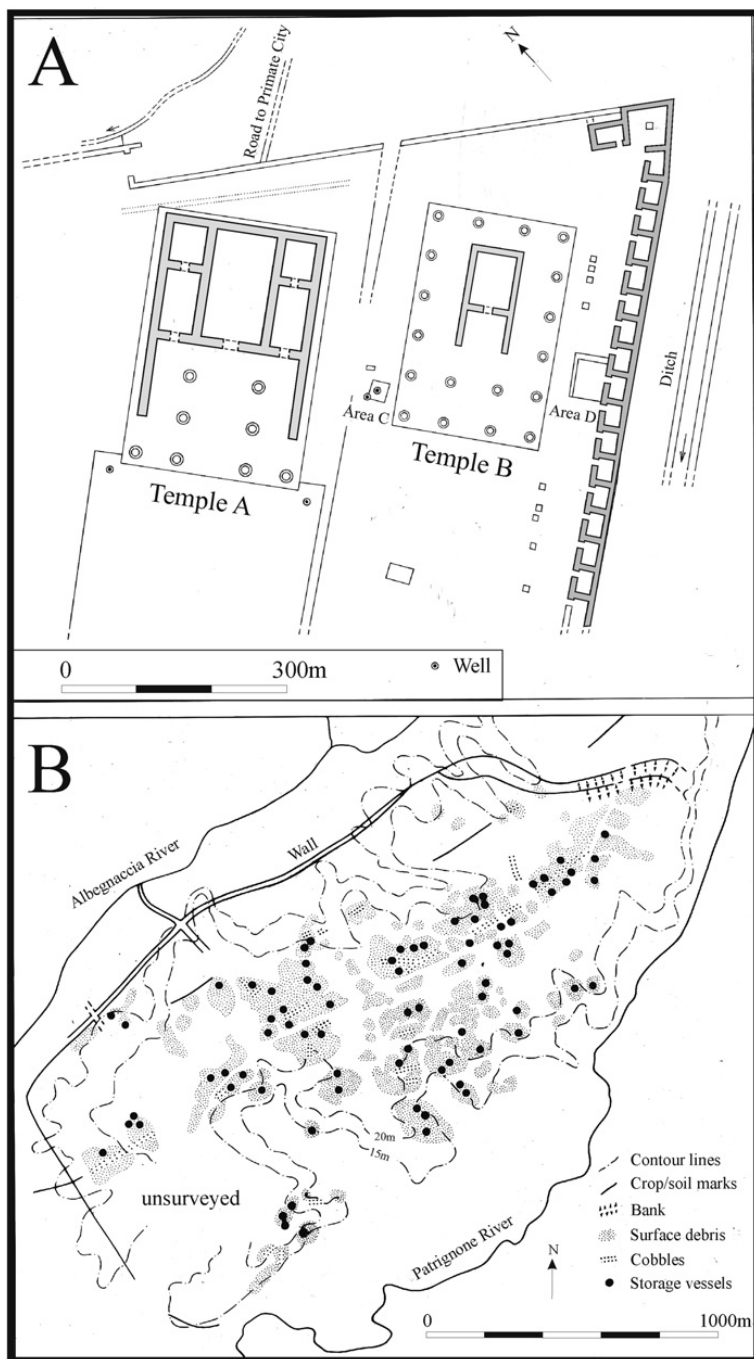 A
N
Road to Primate City
Ditch
Area C
Area D
Temple B
Temple A
0 300m
Well
B
Albegnaccia River
Wall
20m
15m
unsurveyed
Patrignone River
N
Contour lines
Crop/soil marks
Bank
Surface debris
Cobbles
Storage vessels
0 1000m